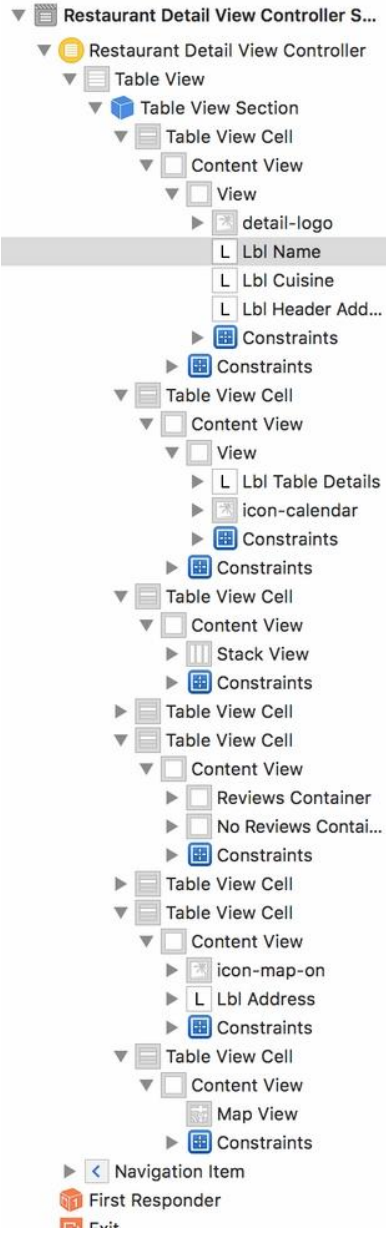 Restaurant Detail View Controller S...
Restaurant Detail View Controller
Table View
Table View Section
Table View Cell
Content View
View
detail-logo
L Lbl Name
L Lbl Cuisine
L Lbl Header Add...
Constraints
Constraints
Table View Cell
Content View
View
L Lbl Table Details
icon-calendar
Constraints
Constraints
Table View Cell
Content View
Stack View
Constraints
Table View Cell
Table View Cell
Content View
Reviews Container
No Reviews Contai...
Constraints
Table View Cell
Table View Cell
Content View
icon-map-on
L Lbl Address
Constraints
Table View Cell
Content View
Map View
Constraints
Navigation Item
First Responder
Exit